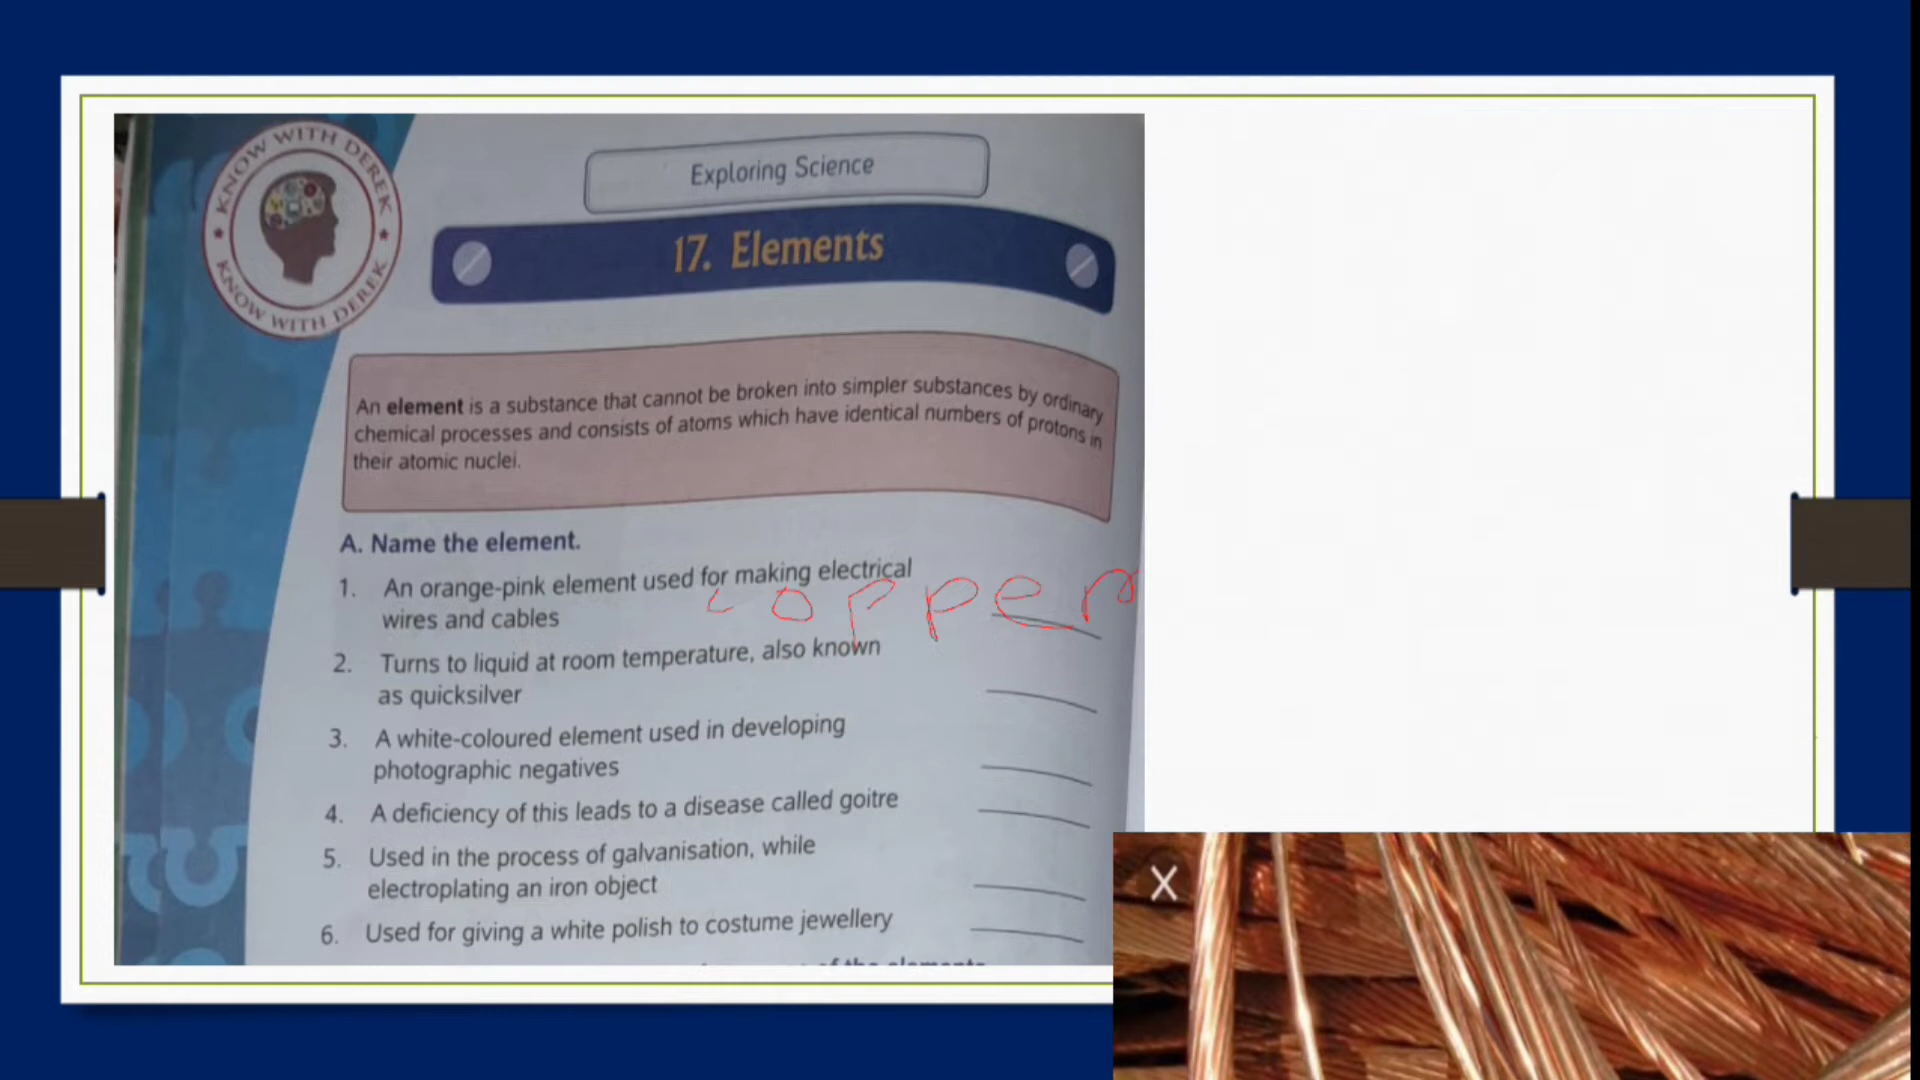 KNOW WITH DEREK
KNOW WITH DEREK
Exploring Science
17. Elements
An element is a substance that cannot be broken into simpler substances by ordinary
chemical processes and consists of atoms which have identical numbers of protons in
their atomic nuclei.
A. Name the element.
1. An orange-pink element used for making electrical
wires and cables
copper
2. Turns to liquid at room temperature, also known
as quicksilver
3. A white-coloured element used in developing
photographic negatives
4. A deficiency of this leads to a disease called goitre
5. Used in the process of galvanisation, while
electroplating an iron object
6. Used for giving a white polish to costume jewellery
of the elements
X